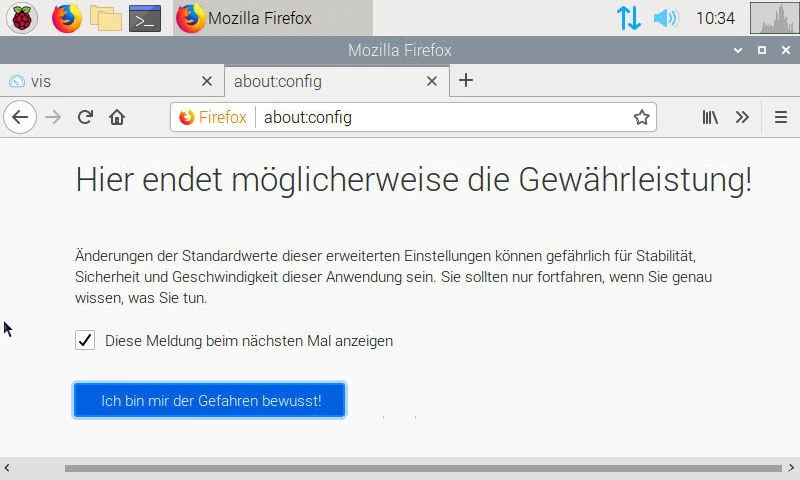 Mozilla Firefox
10:34
Mozilla Firefox
vis
about:config
Firefox
about:config
Hier endet möglicherweise die Gewährleistung!
Änderungen der Standardwerte dieser erweiterten Einstellungen können gefährlich für Stabilität,
Sicherheit und Geschwindigkeit dieser Anwendung sein. Sie sollten nur fortfahren, wenn Sie genau
wissen, was Sie tun.
Diese Meldung beim nächsten Mal anzeigen
Ich bin mir der Gefahren bewusst!